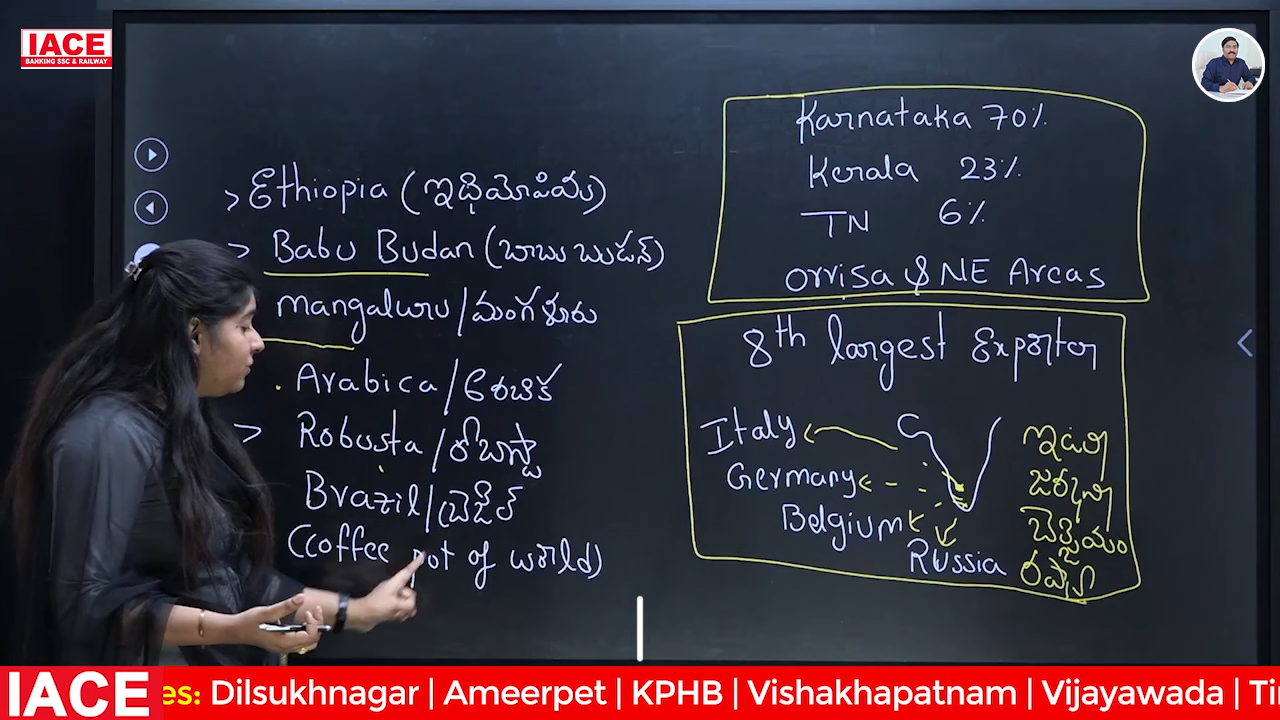 IACE
BANKING SSC & RAILWAY
> Ethiopia (ఇథియోపియా)
> Babu Budan (బాబు బుడన్)
Mangaluru / మంగళూరు
. Arabica / అరబిక
> Robusta / రోబస్టా
Brazil / బ్రెజిల్
(Coffee pot of world)
Karnataka 70%
Kerala 23%
TN 6%
Orrisa & NE Areas
8th largest Exportor
Italy
Germany
Belgium
Russia
ఇటలీ
జర్మనీ
బెల్జియం
రష్యా
IACE
es: Dilsukhnagar | Ameerpet | KPHB | Vishakhapatnam | Vijayawada | Ti